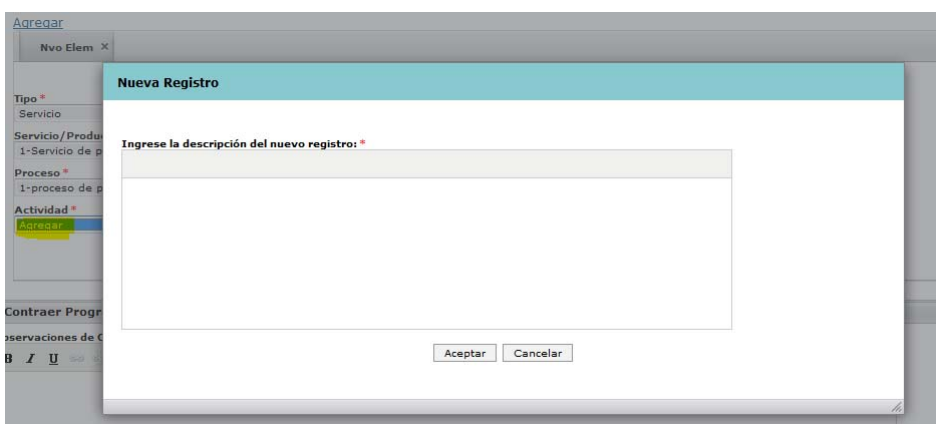 Agregar
Nvo Elem ×
Nueva Registro
Tipo *
Servicio
Servicio/Produ
Ingrese la descripción del nuevo registro: *
1-Servicio de p
Proceso *
1-proceso de p
Actividad *
Agregar
Contraer Progr
bservaciones de C
B I U
Aceptar Cancelar